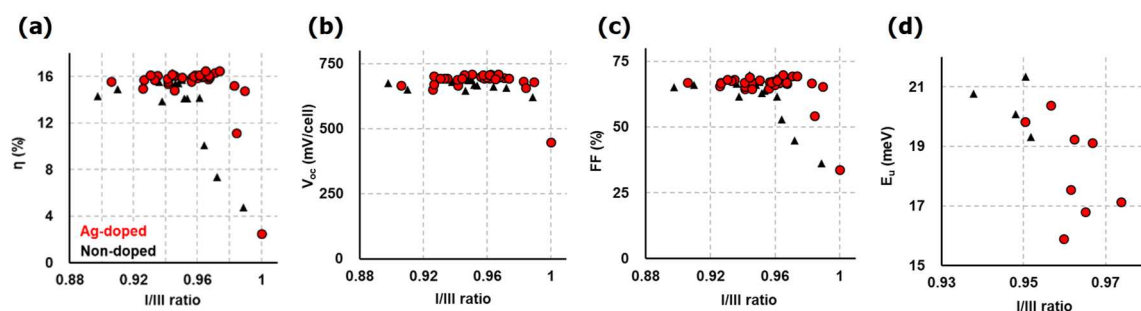 (a)
16
12
8
4
0
η (%)
Ag-doped
Non-doped
0.88
0.92
0.96
1
I/III ratio
(b)
750
500
250
0
Voc (mV/cell)
0.88
0.92
0.96
1
I/III ratio
(c)
75
50
25
0
FF (%)
0.88
0.92
0.96
1
I/III ratio
(d)
21
19
17
15
Eu (meV)
0.93
0.95
0.97
I/III ratio